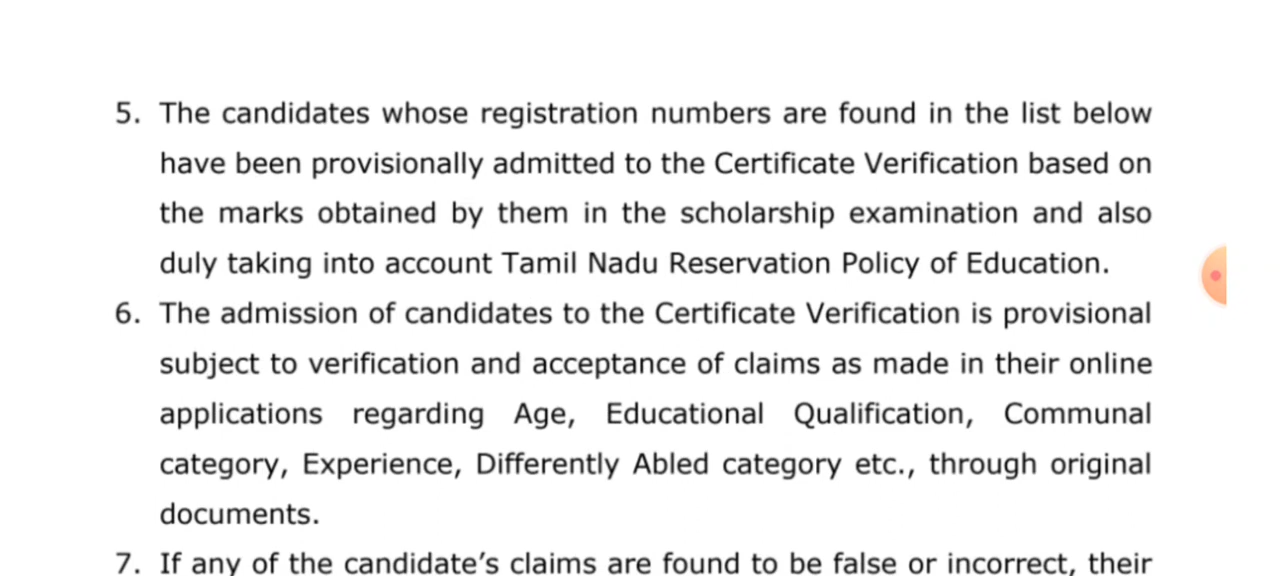 5. The candidates whose registration numbers are found in the list below
have been provisionally admitted to the Certificate Verification based on
the marks obtained by them in the scholarship examination and also
duly taking into account Tamil Nadu Reservation Policy of Education.
6. The admission of candidates to the Certificate Verification is provisional
subject to verification and acceptance of claims as made in their online
applications regarding Age, Educational Qualification, Communal
category, Experience, Differently Abled category etc., through original
documents.
7. If any of the candidate’s claims are found to be false or incorrect, their